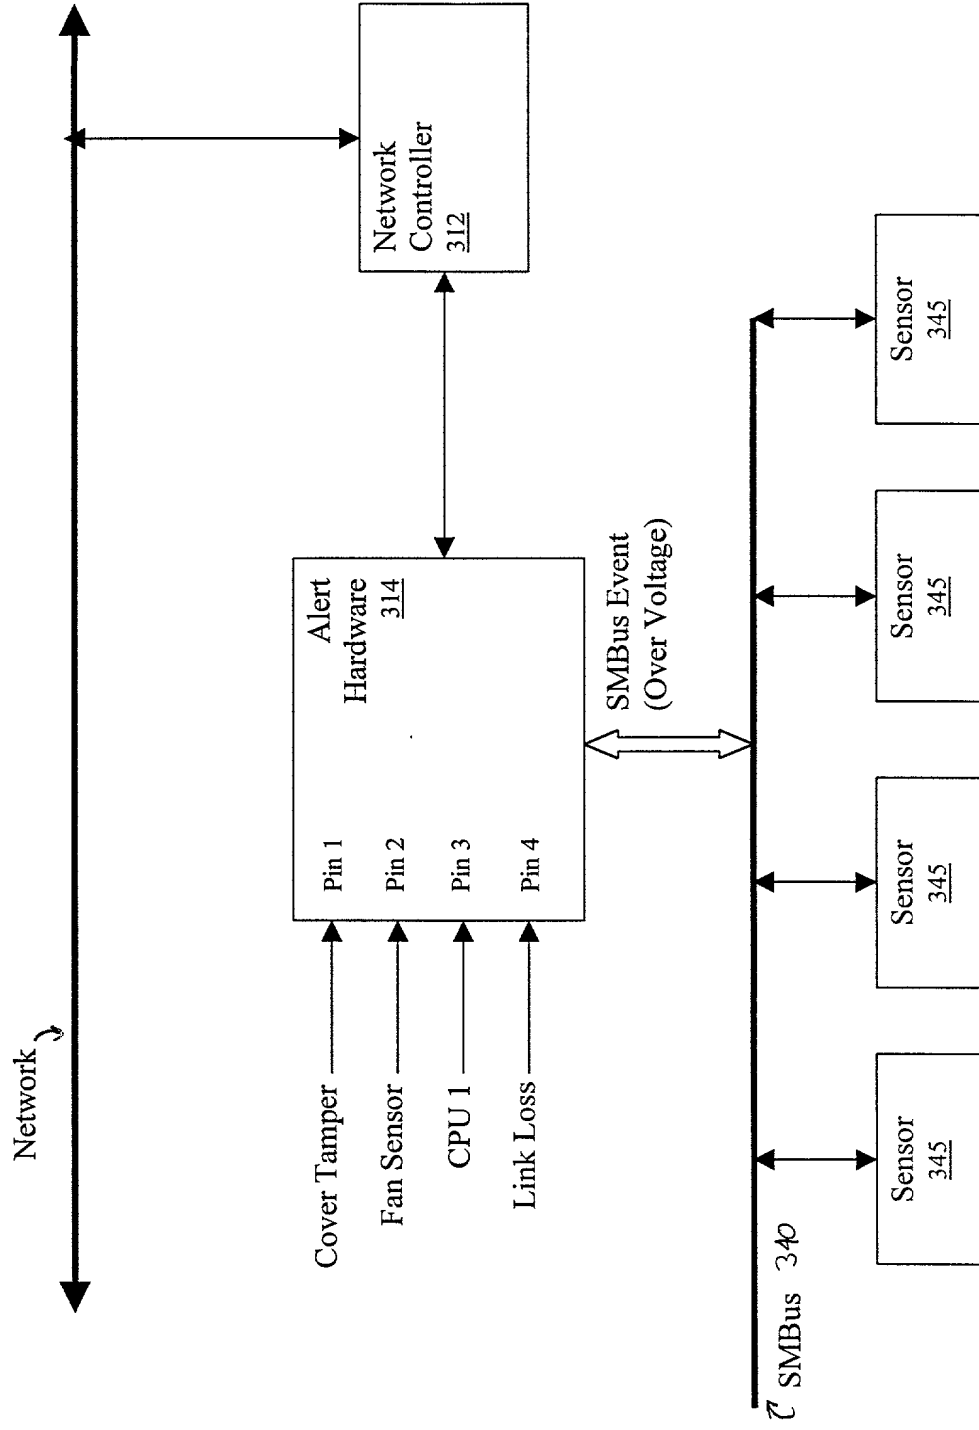 Network
Network
Controller
312
Alert
Hardware
314
Pin 1
Pin 2
Pin 3
Pin 4
Cover Tamper
Fan Sensor
CPU 1
Link Loss
SMBus Event
(Over Voltage)
SMBus 340
Sensor
345
Sensor
345
Sensor
345
Sensor
345